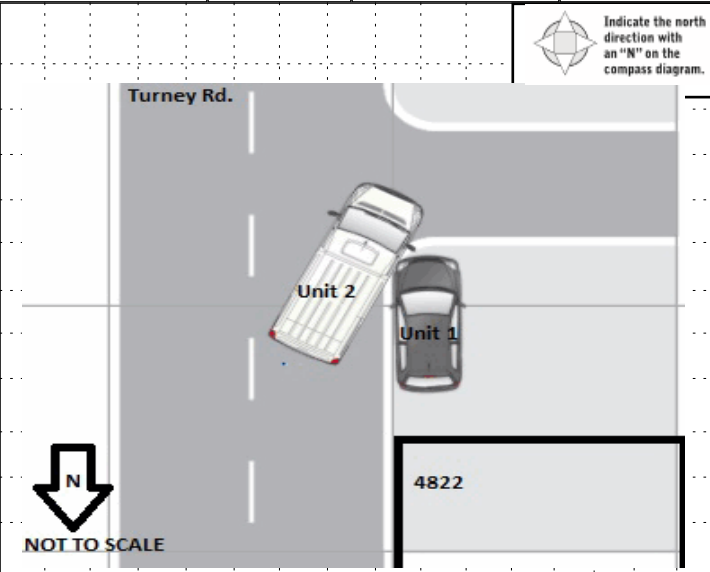 Indicate the north
direction with
an “N” on the
compass diagram.
Turney Rd.
Unit 2
Unit 1
4822
N
NOT TO SCALE